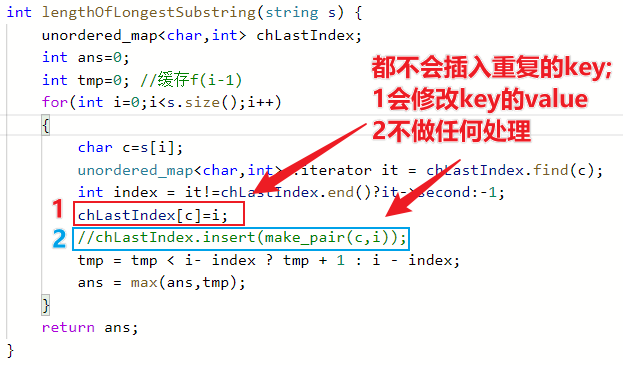 int lengthOfLongestSubstring(string s) {
unordered_map<char,int> chLastIndex;
int ans=0;
int tmp=0; //缓存f(i-1)
for(int i=0;i<s.size();i++)
{
char c=s[i];
unordered_map<char,int> :iterator it = chLastIndex.find(c);
int index = it!=chLastIndex.end()?it->second:-1;
chLastIndex[c]=i;
//chLastIndex.insert(make_pair(c,i));
tmp = tmp < i- index ? tmp + 1 : i - index;
ans = max(ans,tmp);
}
return ans;
}
都不会插入重复的key;
1会修改key的value
2不做任何处理
1
2